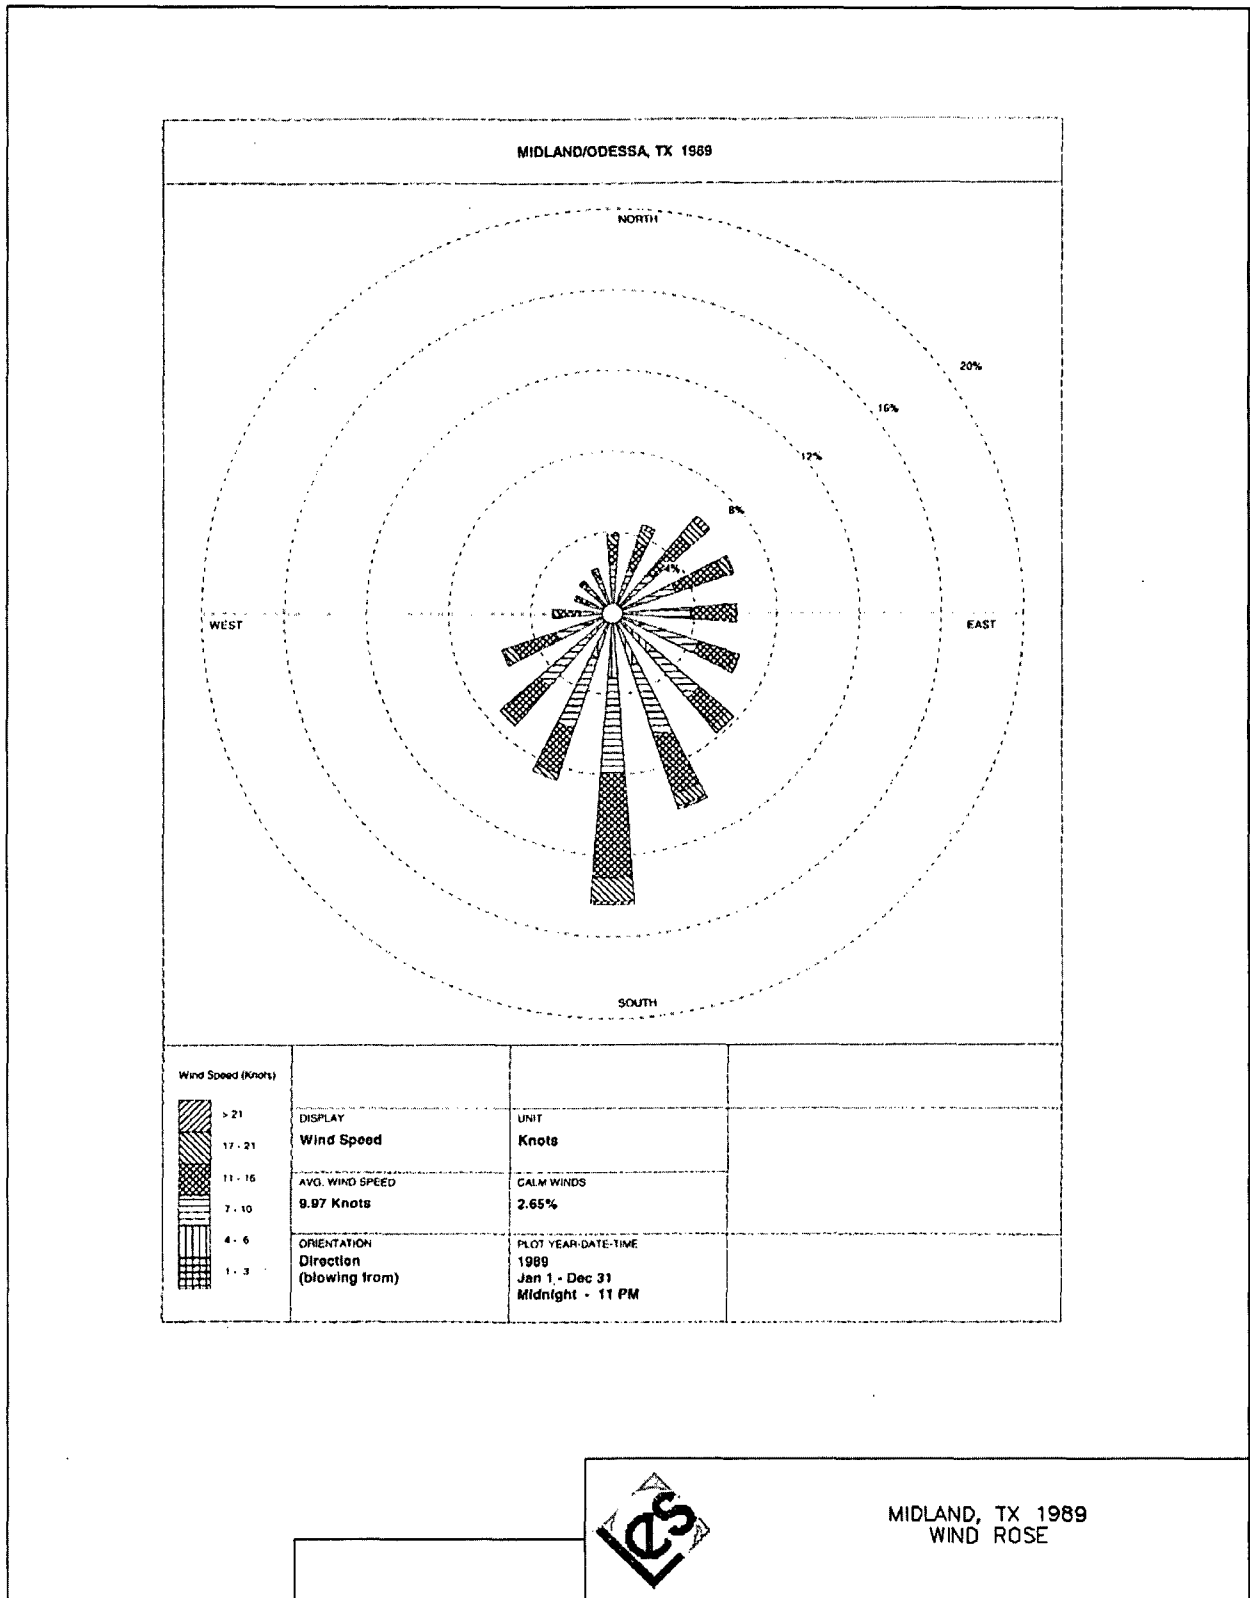 MIDLAND/ODESSA, TX 1989
NORTH
20%
16%
12%
8%
4%
WEST
EAST
SOUTH
Wind Speed (Knots)
> 21
17 - 21
11 - 16
7 - 10
4 - 6
1 - 3
DISPLAY
Wind Speed
UNIT
Knots
AVG. WIND SPEED
9.97 Knots
CALM WINDS
2.65%
ORIENTATION
Direction
(blowing from)
PLOT YEAR-DATE-TIME
1989
Jan 1 - Dec 31
Midnight - 11 PM
Les
MIDLAND, TX 1989
WIND ROSE